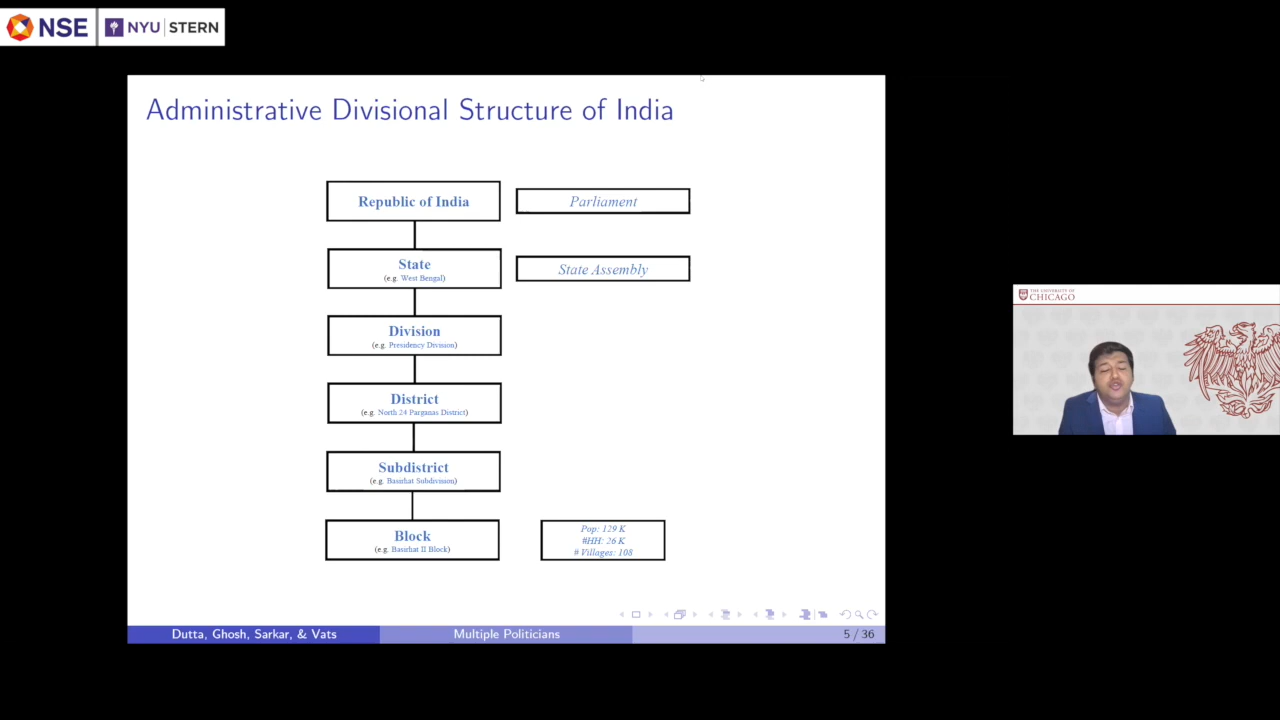 NSE NYU STERN
Administrative Divisional Structure of India
Republic of India
Parliament
State
(e.g. West Bengal)
State Assembly
Division
(e.g. Presidency Division)
District
(e.g. North 24 Parganas District)
Subdistrict
(e.g. Basirhat Subdivision)
Block
(e.g. Basirhat II Block)
Pop: 129 K
#HH: 26 K
# Villages: 108
Dutta, Ghosh, Sarkar, & Vats Multiple Politicians 5 / 36
THE UNIVERSITY OF
CHICAGO